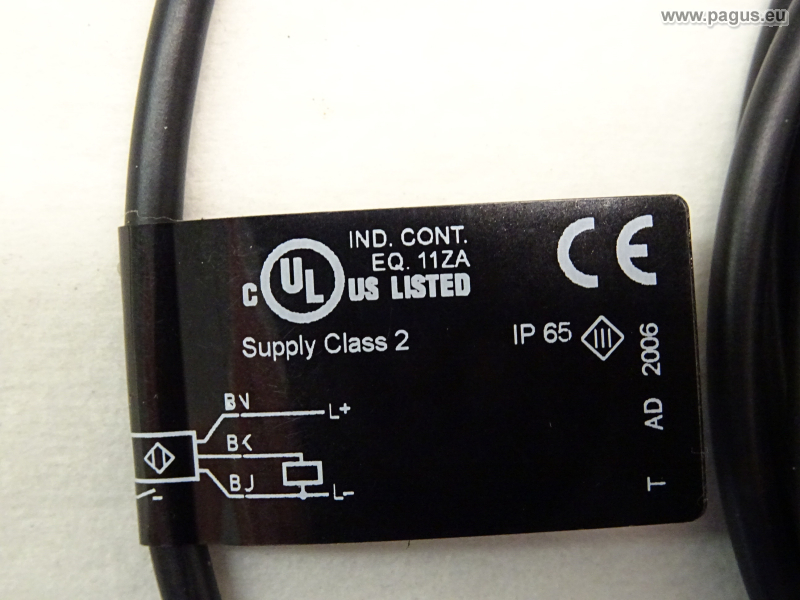 www.pagus.eu
IND. CONT.
EQ. 11ZA
C UL US LISTED
CE
Supply Class 2
IP 65 III
T AD 2006
BN L+
BK
BU L-